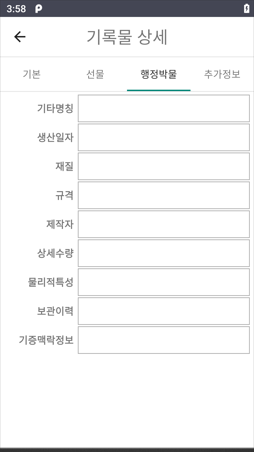 3:58
기록물 상세
기본 선물 행정박물 추가정보
기타명칭
생산일자
재질
규격
제작자
상세수량
물리적특성
보관이력
기증맥락정보